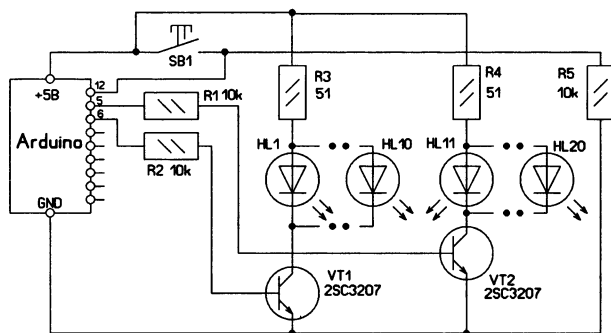 SB1
+5В
12
5
6
Arduino
GND
R1 10k
R2 10k
R3
51
R4
51
R5
10k
HL1
HL10
HL11
HL20
VT1
2SC3207
VT2
2SC3207